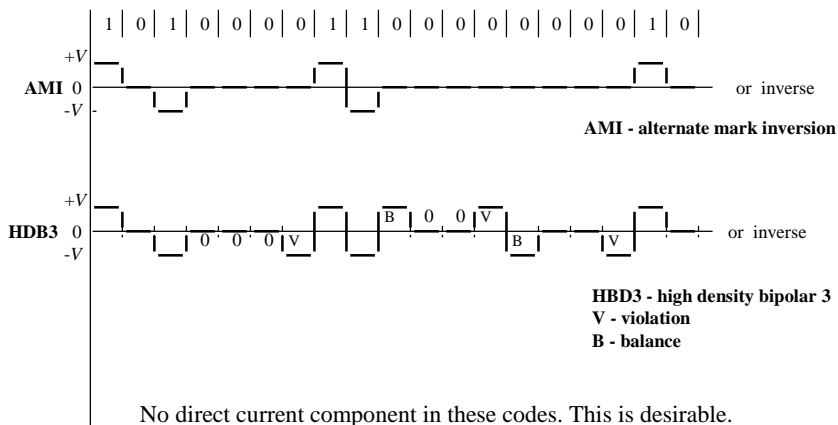 1 | 0 | 1 | 0 | 0 | 0 | 0 | 1 | 1 | 0 | 0 | 0 | 0 | 0 | 0 | 0 | 0 | 1 | 0 |
+V
AMI 0
or inverse
-V -
AMI - alternate mark inversion
+V
B 0 0 V
HDB3 0
or inverse
0 0 0 V B V
-V
HBD3 - high density bipolar 3
V - violation
B - balance
No direct current component in these codes. This is desirable.